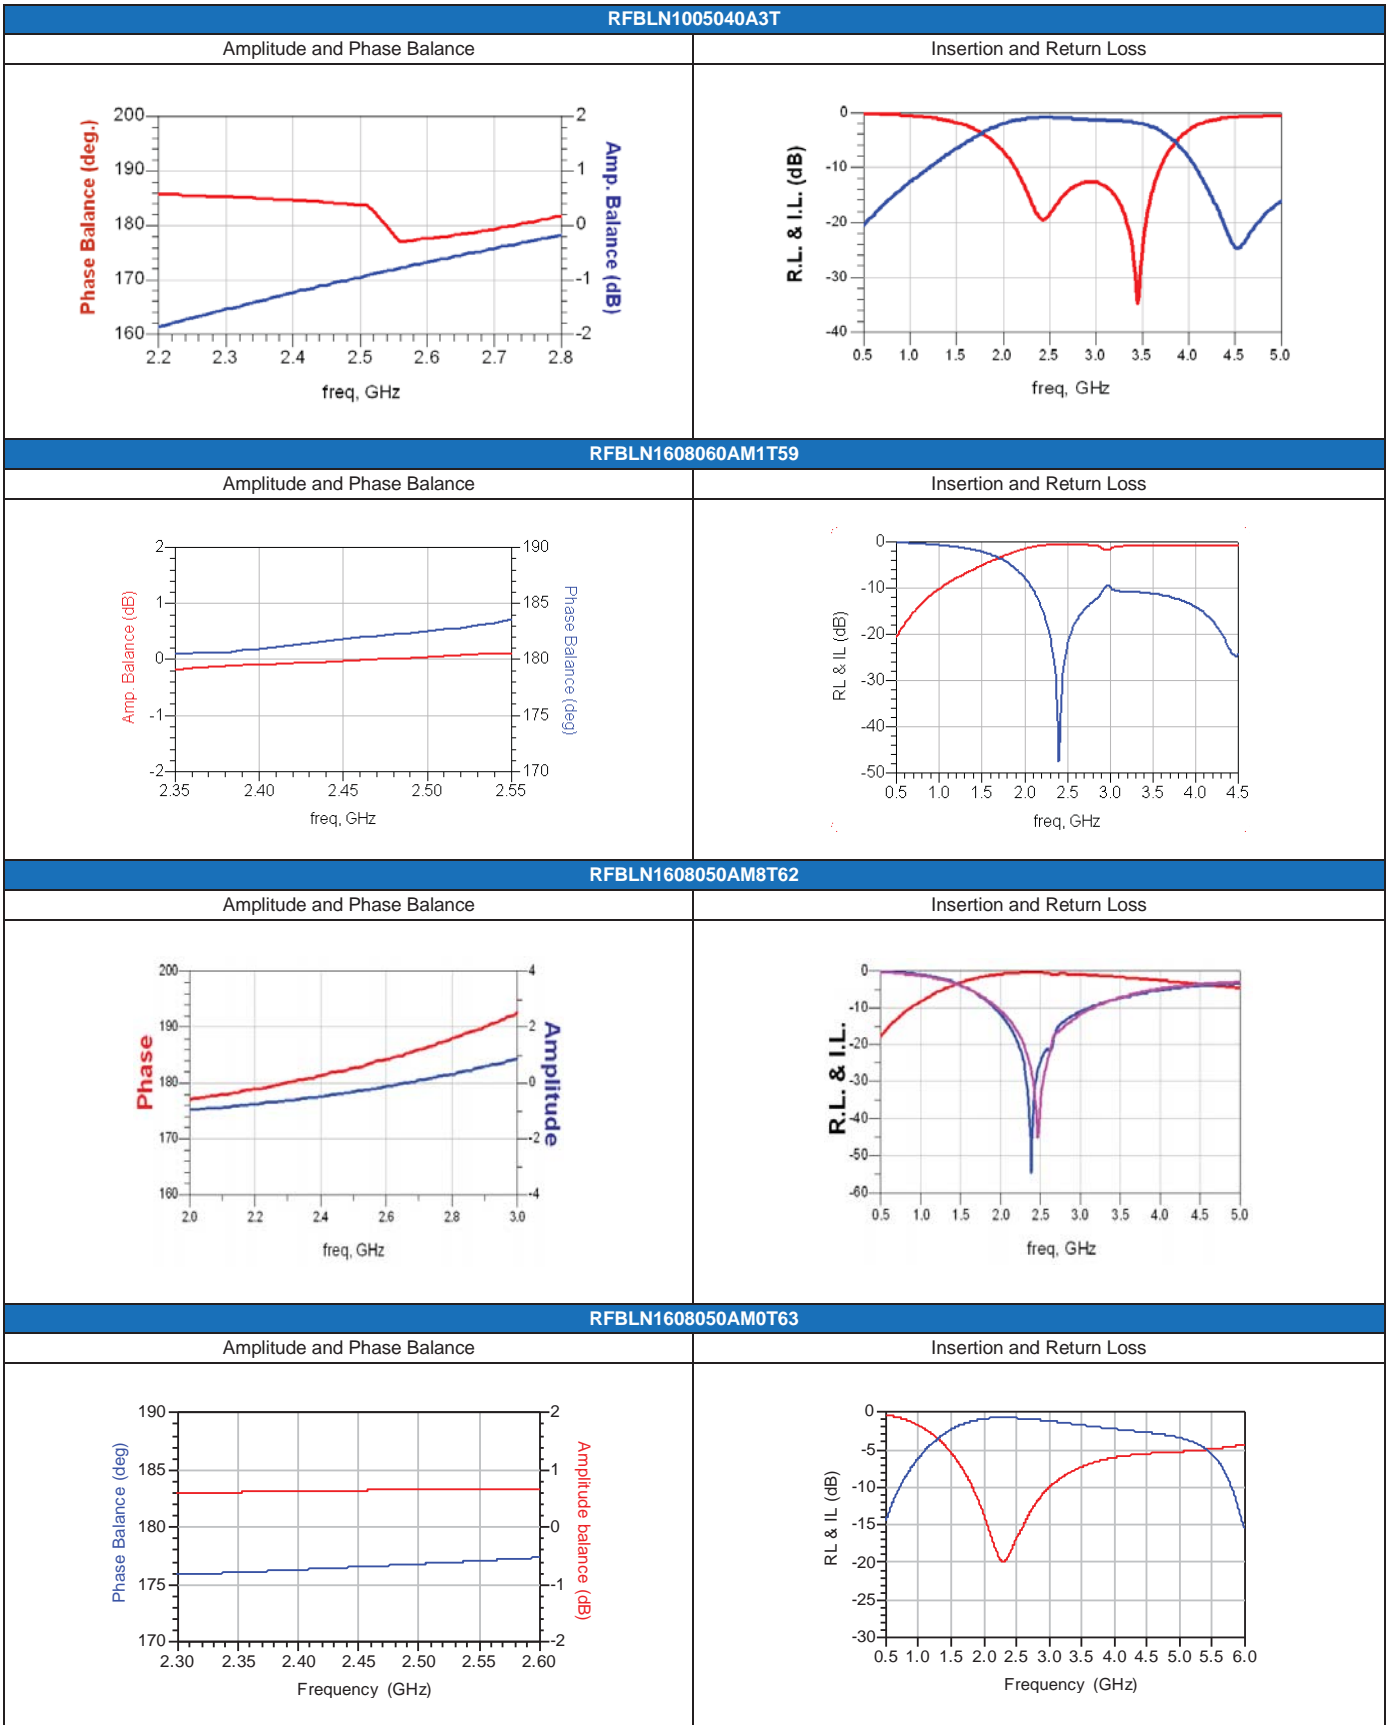 RFBLN1005040A3T
Amplitude and Phase Balance
Insertion and Return Loss
Phase Balance (deg.)
200
190
180
170
160
2
1
0
-1
-2
Amp. Balance (dB)
2.2 2.3 2.4 2.5 2.6 2.7 2.8
freq, GHz
R.L. & I.L. (dB)
0
-10
-20
-30
-40
0.5 1.0 1.5 2.0 2.5 3.0 3.5 4.0 4.5 5.0
freq, GHz
RFBLN1608060AM1T59
Amplitude and Phase Balance
Insertion and Return Loss
Amp. Balance (dB)
2
1
0
-1
-2
190
185
180
175
170
Phase Balance (deg)
2.35 2.40 2.45 2.50 2.55
freq, GHz
RL & IL (dB)
0
-10
-20
-30
-40
-50
0.5 1.0 1.5 2.0 2.5 3.0 3.5 4.0 4.5
freq, GHz
RFBLN1608050AM8T62
Amplitude and Phase Balance
Insertion and Return Loss
Phase
200
190
180
170
160
4
2
0
-2
-4
Amplitude
2.0 2.2 2.4 2.6 2.8 3.0
freq, GHz
R.L. & I.L.
0
-10
-20
-30
-40
-50
-60
0.5 1.0 1.5 2.0 2.5 3.0 3.5 4.0 4.5 5.0
freq, GHz
RFBLN1608050AM0T63
Amplitude and Phase Balance
Insertion and Return Loss
Phase Balance (deg)
190
185
180
175
170
2
1
0
-1
-2
Amplitude balance (dB)
2.30 2.35 2.40 2.45 2.50 2.55 2.60
Frequency (GHz)
RL & IL (dB)
0
-5
-10
-15
-20
-25
-30
0.5 1.0 1.5 2.0 2.5 3.0 3.5 4.0 4.5 5.0 5.5 6.0
Frequency (GHz)